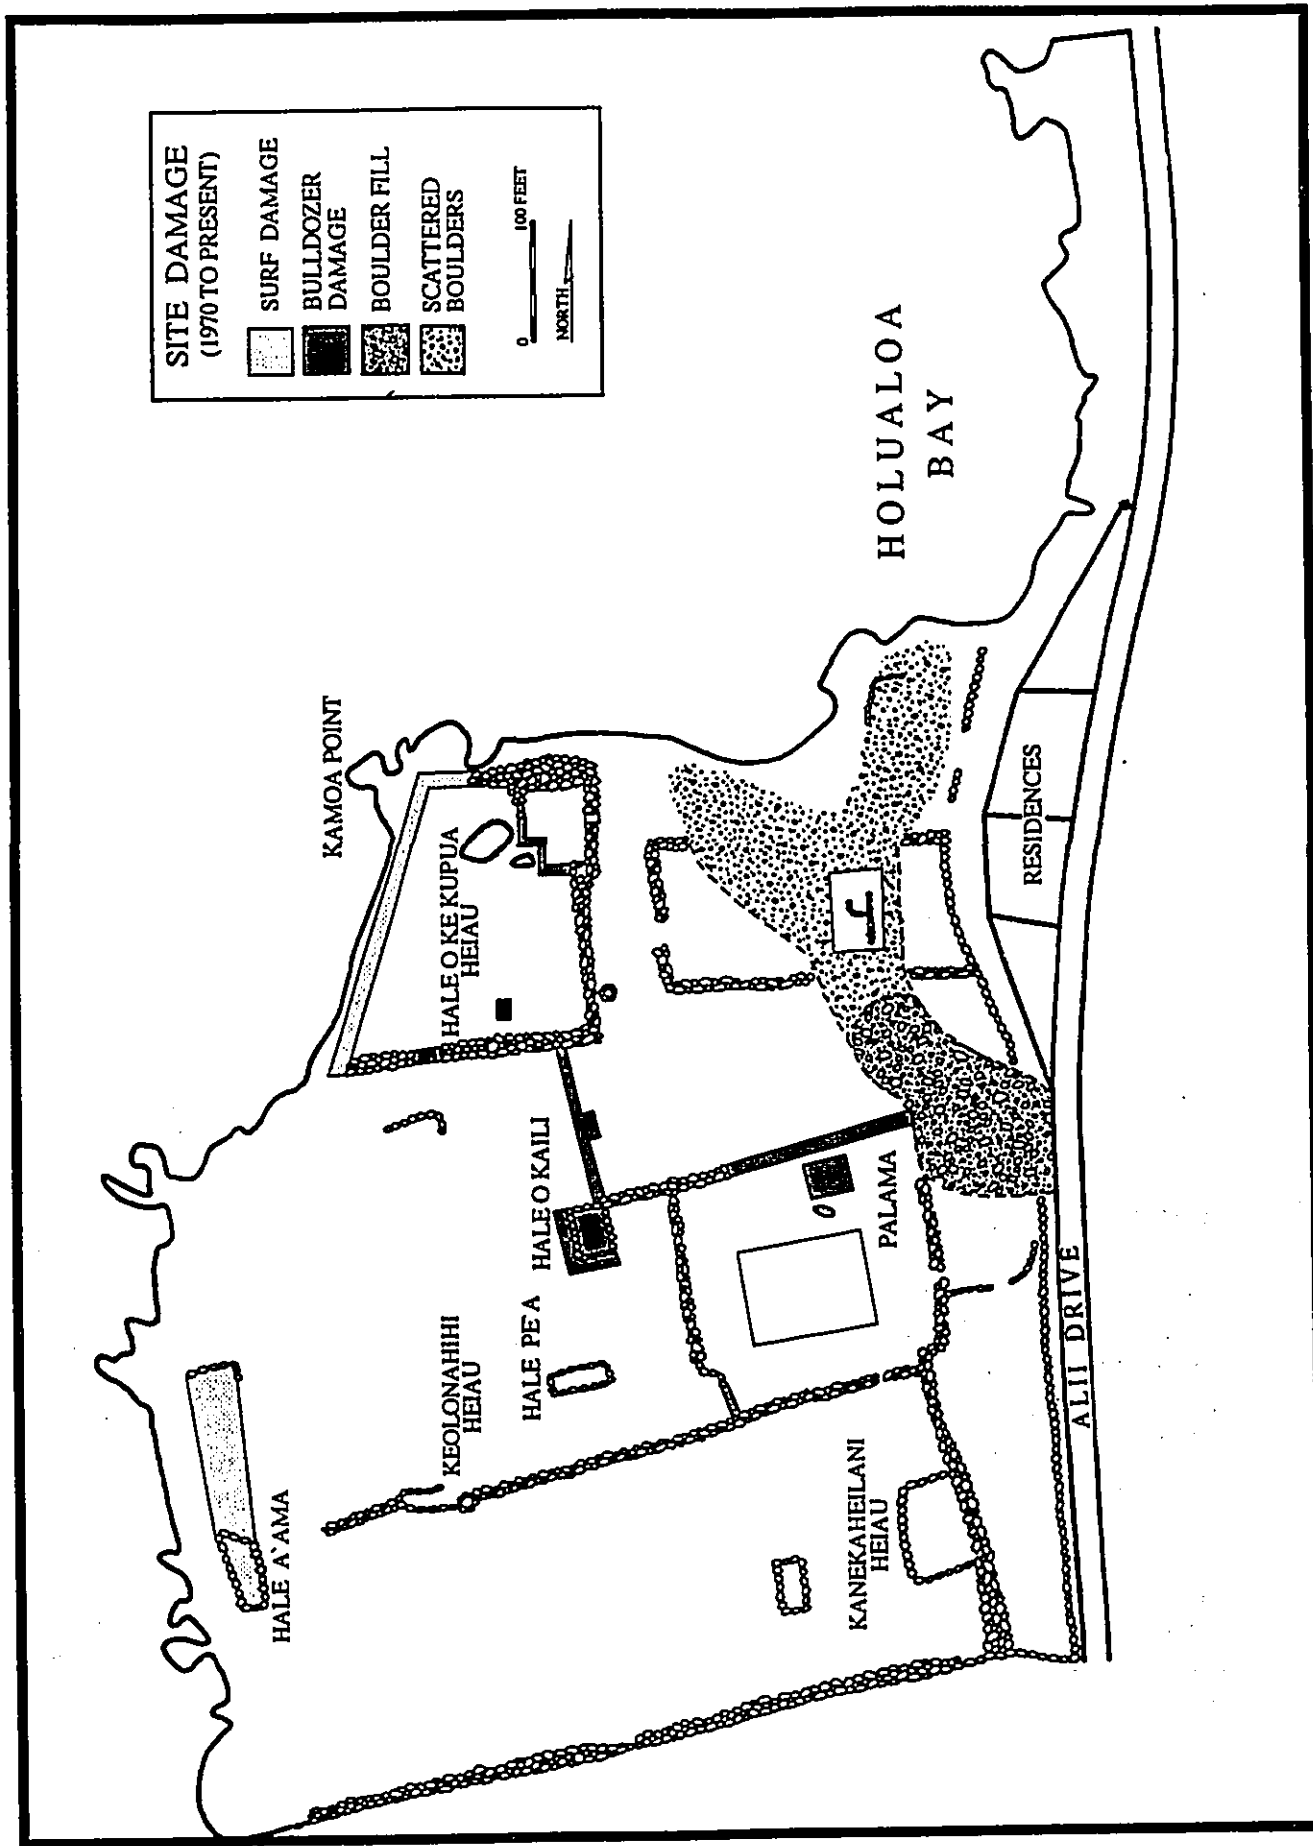 SITE DAMAGE
(1970 TO PRESENT)
SURF DAMAGE
BULLDOZER
DAMAGE
BOULDER FILL
SCATTERED
BOULDERS
0 100 FEET
NORTH
KAMOA POINT
HALE O KE KUPUA
HEIAU
HOLUALOA
BAY
HALE A`AMA
KEOLONAHIHI
HEIAU
HALE PE A
HALE O KAILI
PALAMA
KANEKAHEILANI
HEIAU
RESIDENCES
ALII DRIVE